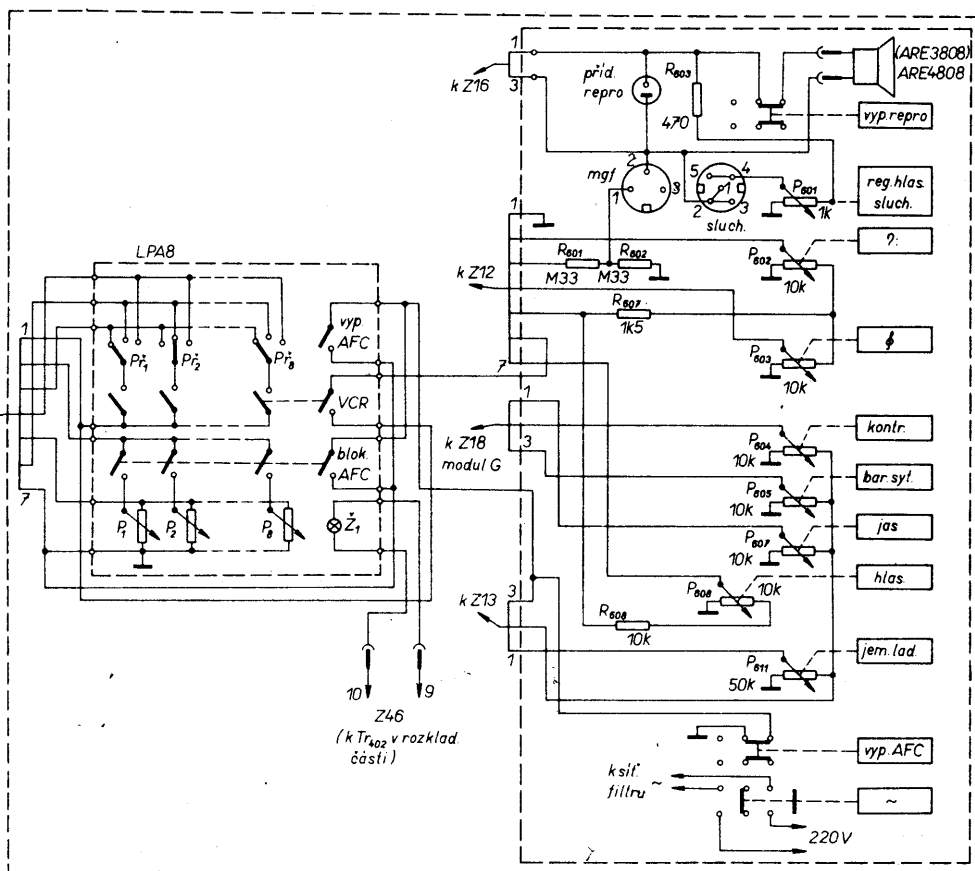 1
k Z16
3
příd.
repro
R603
470
(ARE3808)
ARE4808
vyp.repro
mgf
2
1
3
5
4
1
2
3
sluch.
P601
1k
reg.hlas.
sluch.
1
R601
R602
M33
M33
k Z12
P602
10k
R607
1k5
P603
10k
7
LPA8
1
Př1
Př2
Př8
vyp
AFC
VCR
blok.
AFC
7
P1
P2
P8
Ž1
1
k Z18
3
modul G
P604
10k
kontr.
P605
10k
bar.syt.
P607
10k
jas
P608
10k
hlas.
R608
10k
3
k Z13
1
P611
50k
jem.lad.
10
9
Z46
(k Tr402 v rozklad.
části)
vyp.AFC
k síť.
filtru ~
~
220V